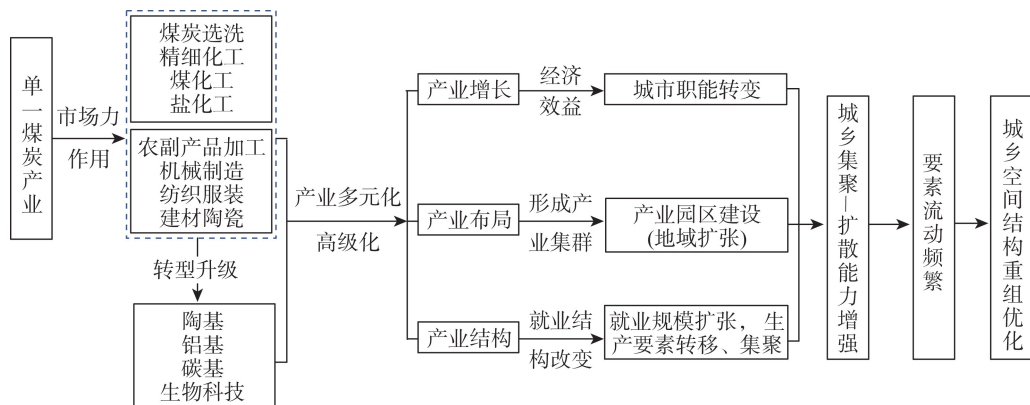 单一煤炭产业
市场力
作用
煤炭选洗
精细化工
煤化工
盐化工
农副产品加工
机械制造
纺织服装
建材陶瓷
转型升级
陶基
铝基
碳基
生物科技
产业多元化
高级化
产业增长
经济
效益
城市职能转变
产业布局
形成产
业集群
产业园区建设
(地域扩张)
产业结构
就业结
构改变
就业规模扩张，生
产要素转移、集聚
城乡集聚—扩散能力增强
要素流动频繁
城乡空间结构重组优化